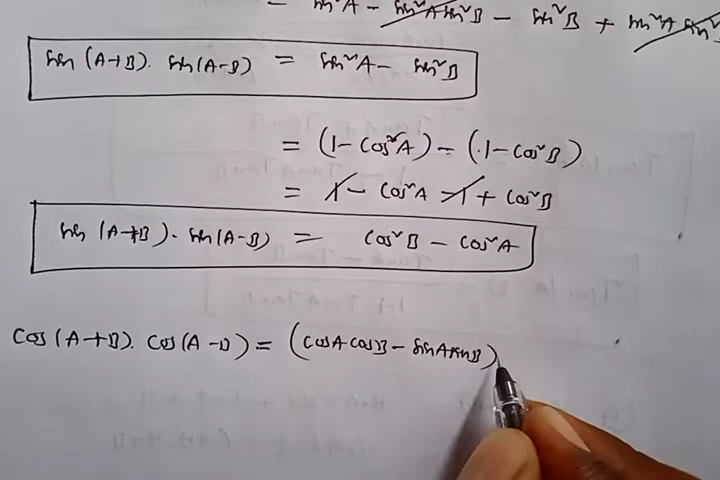 - sin²A - sin²A sin²B - sin²B + sin²A sin²
sin (A+B). sin(A-B) = sin²A - sin²B
= (1 - cos²A) - (1 - cos²B)
= 1 - cos²A - 1 + cos²B
sin (A+B). sin(A-B) = cos²B - cos²A
cos (A+B). cos(A-B) = (cosA cosB - sinA sinB)